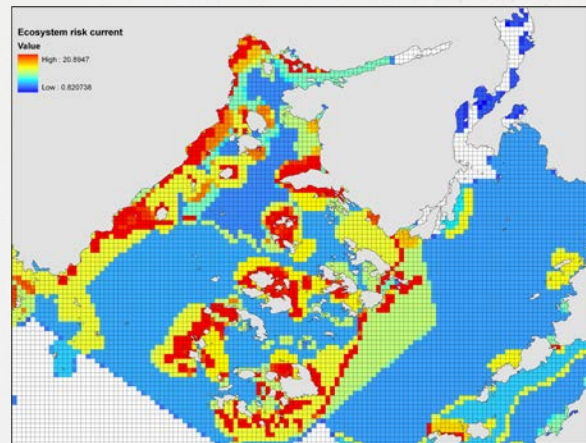 Ecosystem risk current
Value
High : 20.8947
Low : 0.820738